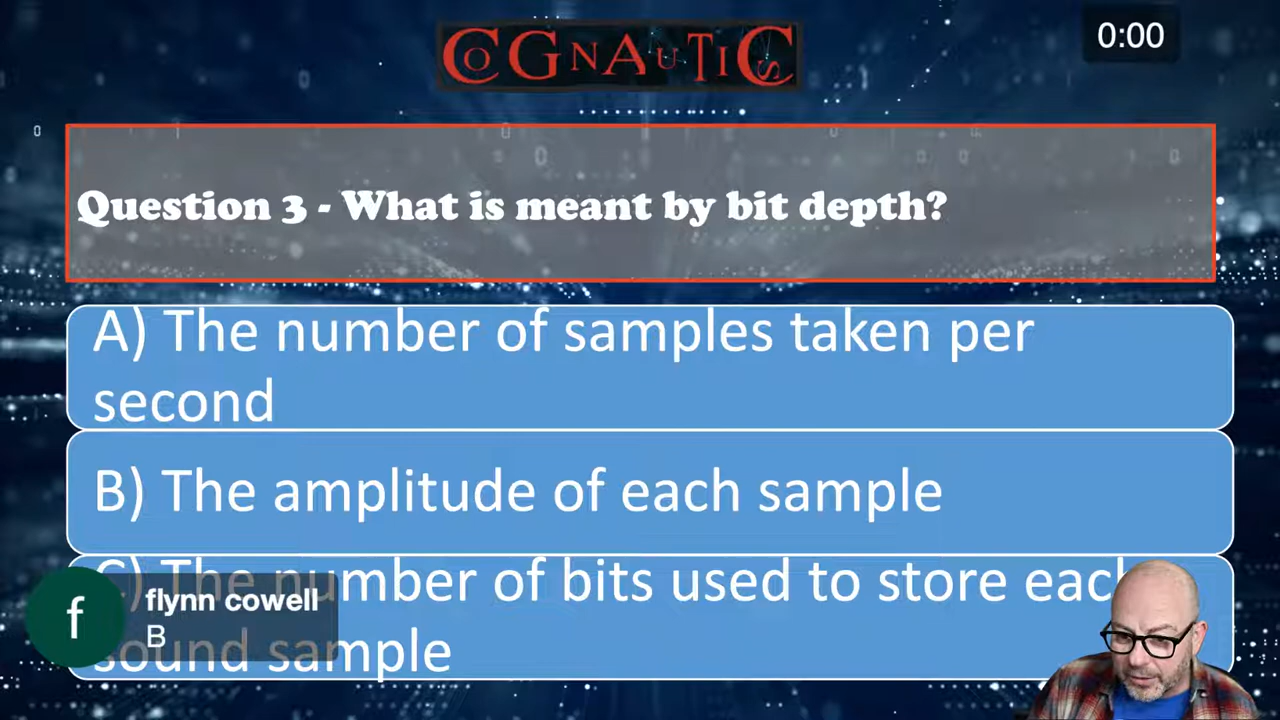 COGNAUTICS
0:00
Question 3 - What is meant by bit depth?
A) The number of samples taken per
second
B) The amplitude of each sample
C) The number of bits used to store each
sound sample
f
flynn cowell
B